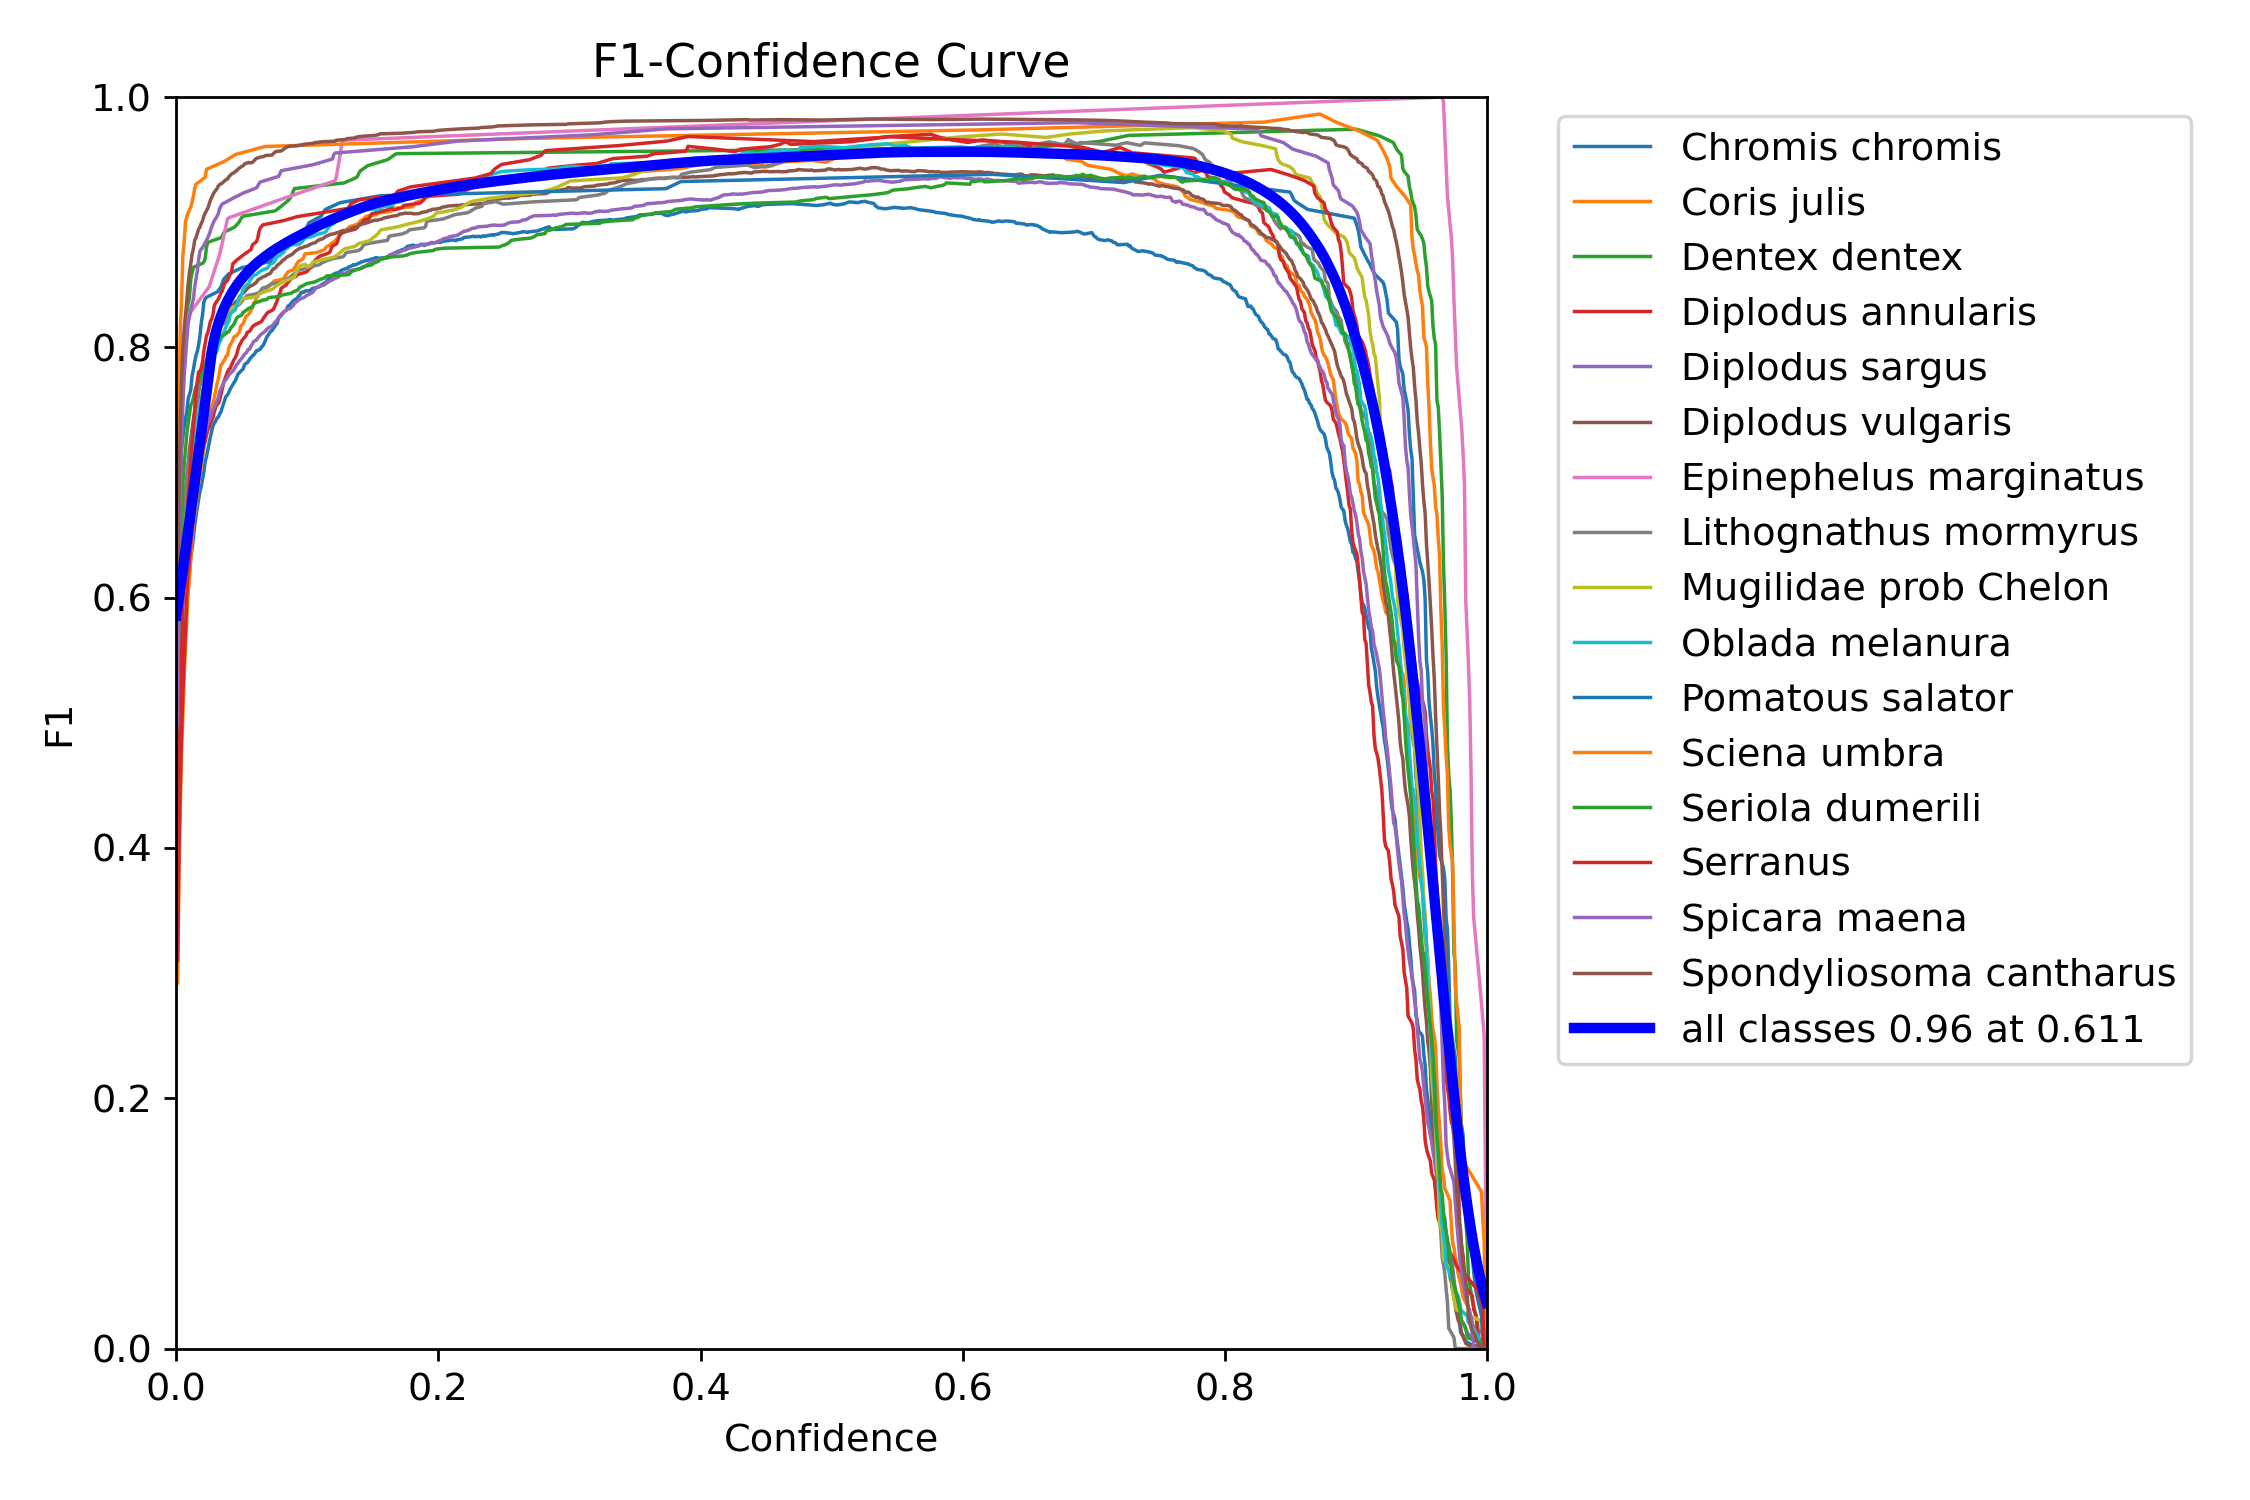 F1-Confidence Curve
1.0
0.8
0.6
0.4
0.2
0.0
F1
0.0 0.2 0.4 0.6 0.8 1.0
Confidence
Chromis chromis
Coris julis
Dentex dentex
Diplodus annularis
Diplodus sargus
Diplodus vulgaris
Epinephelus marginatus
Lithognathus mormyrus
Mugilidae prob Chelon
Oblada melanura
Pomatous salator
Sciena umbra
Seriola dumerili
Serranus
Spicara maena
Spondyliosoma cantharus
all classes 0.96 at 0.611